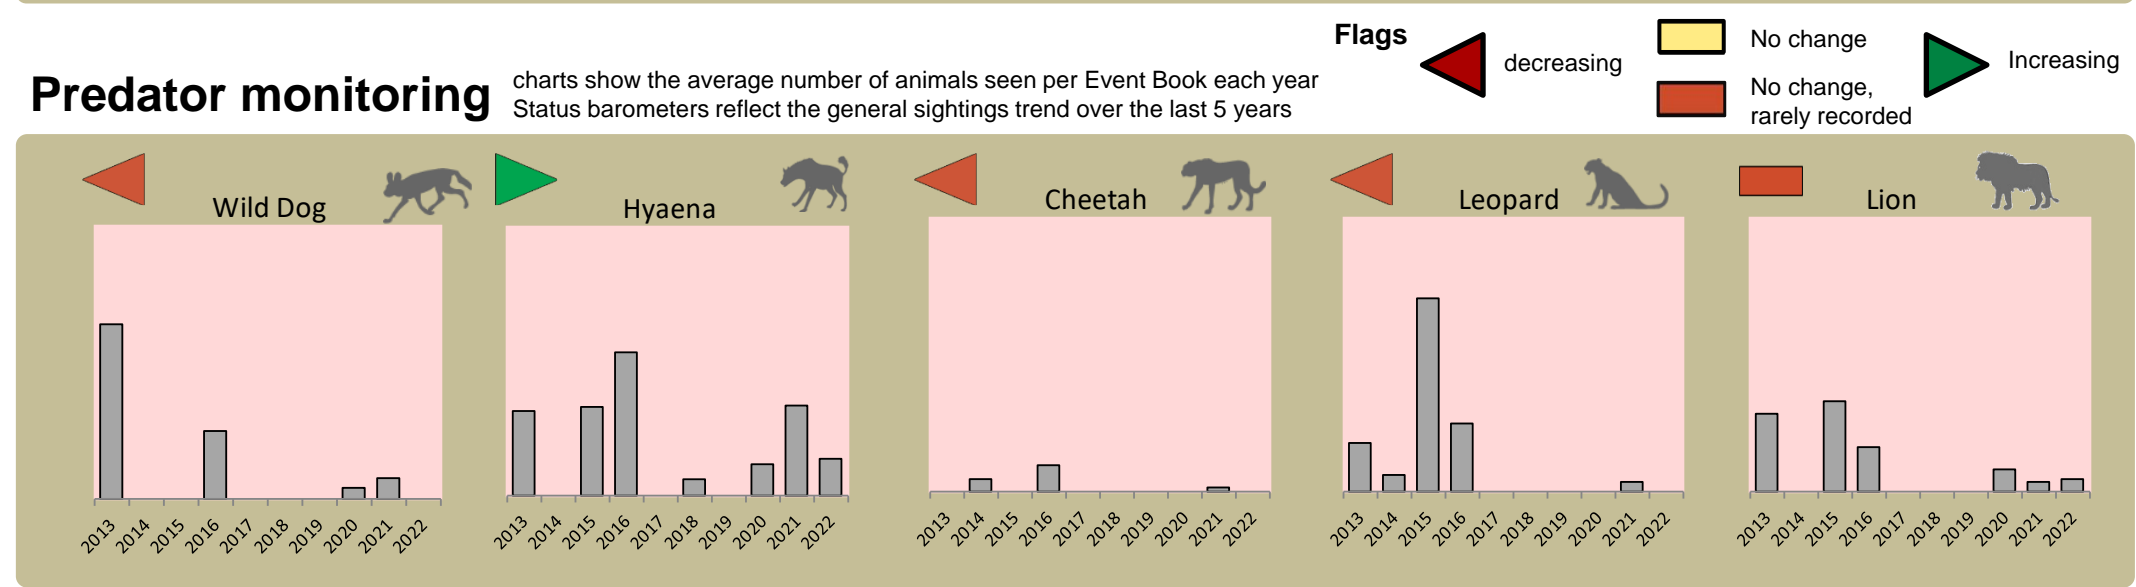 Flags
decreasing
No change
No change,
rarely recorded
Increasing
Predator monitoring
charts show the average number of animals seen per Event Book each year
Status barometers reflect the general sightings trend over the last 5 years
Wild Dog
2013 2014 2015 2016 2017 2018 2019 2020 2021 2022
Hyaena
2013 2014 2015 2016 2017 2018 2019 2020 2021 2022
Cheetah
2013 2014 2015 2016 2017 2018 2019 2020 2021 2022
Leopard
2013 2014 2015 2016 2017 2018 2019 2020 2021 2022
Lion
2013 2014 2015 2016 2017 2018 2019 2020 2021 2022